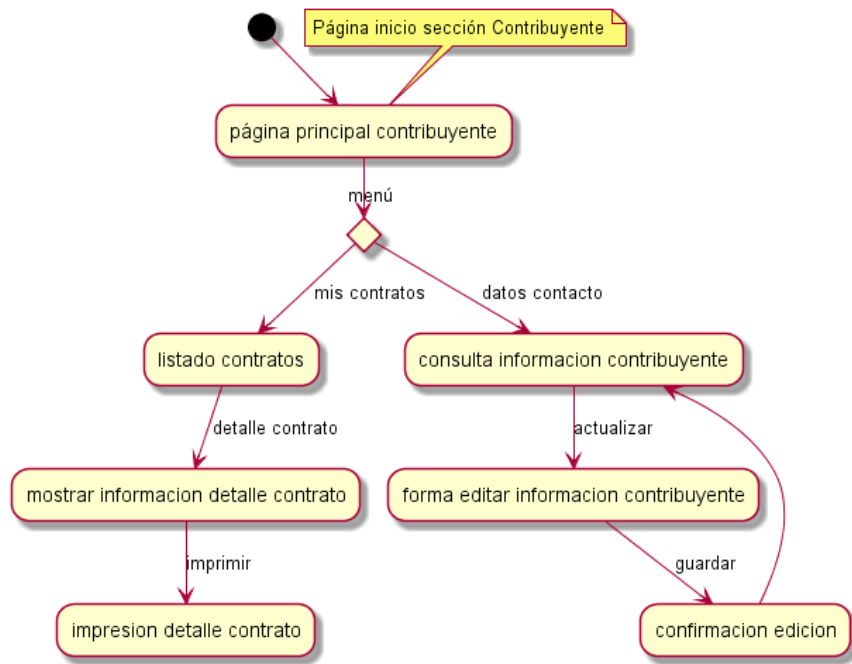 Página inicio sección Contribuyente
página principal contribuyente
menú
mis contratos
datos contacto
listado contratos
consulta informacion contribuyente
detalle contrato
actualizar
mostrar informacion detalle contrato
forma editar informacion contribuyente
imprimir
guardar
impresion detalle contrato
confirmacion edicion